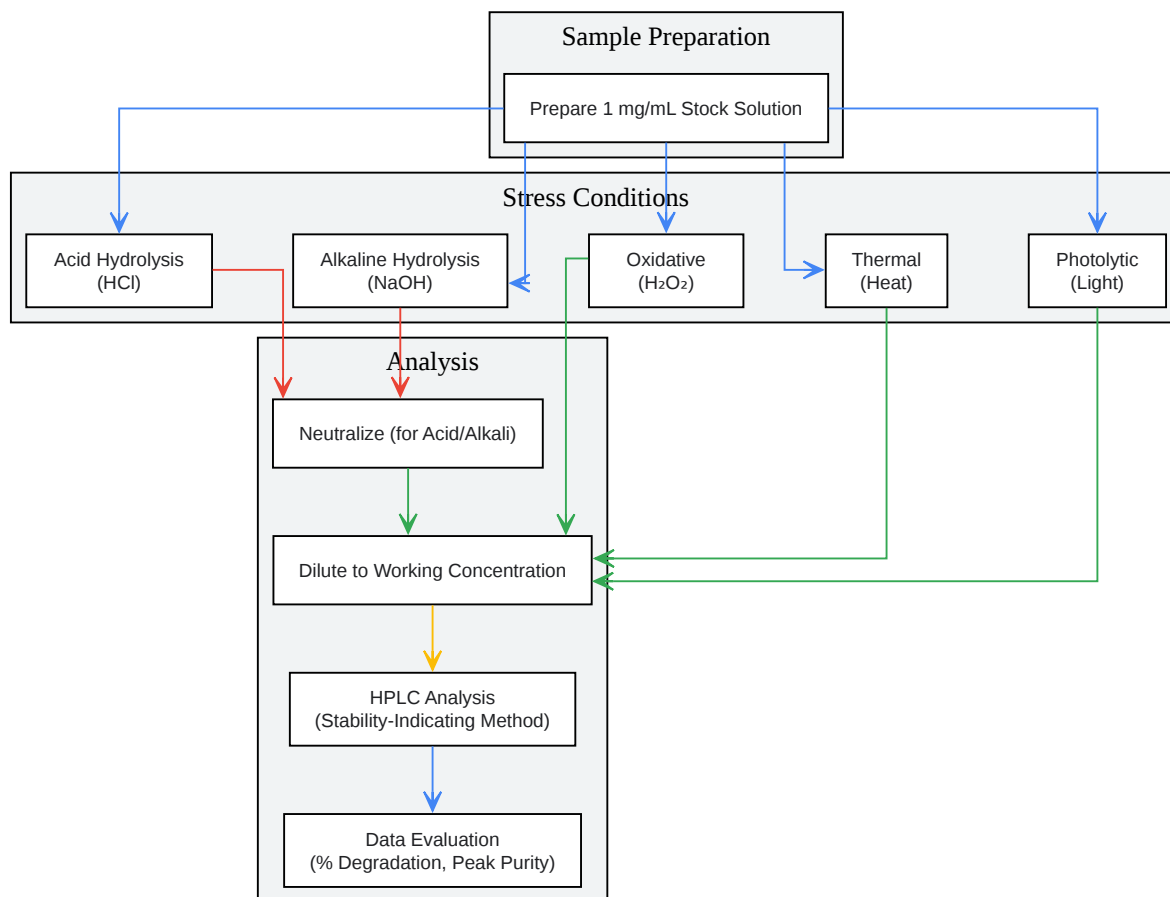 Sample Preparation
Prepare 1 mg/mL Stock Solution
Stress Conditions
Acid Hydrolysis
(HCl)
Alkaline Hydrolysis
(NaOH)
Oxidative
(H₂O₂)
Thermal
(Heat)
Photolytic
(Light)
Analysis
Neutralize (for Acid/Alkali)
Dilute to Working Concentration
HPLC Analysis
(Stability-Indicating Method)
Data Evaluation
(% Degradation, Peak Purity)